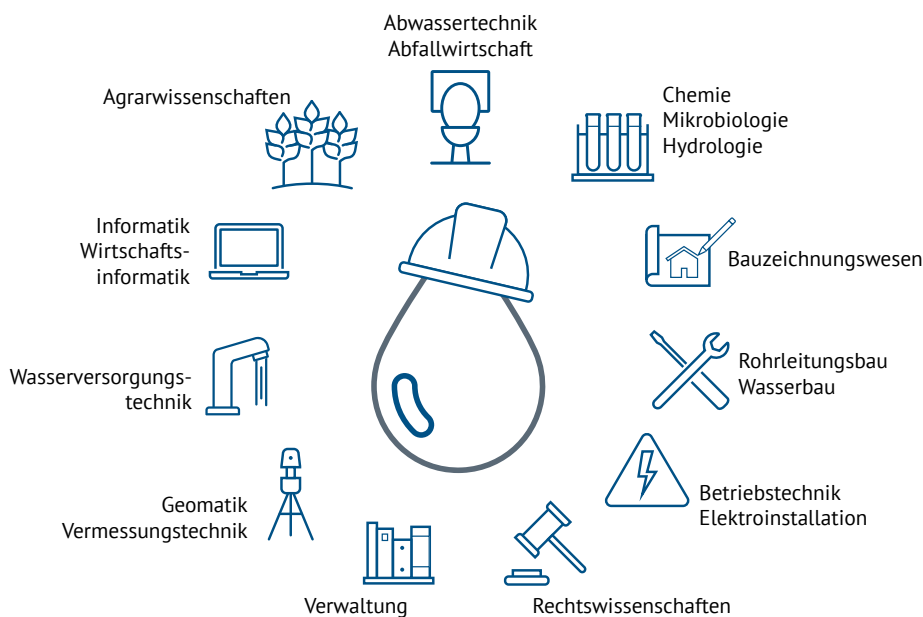 Abwassertechnik
Abfallwirtschaft
Chemie
Mikrobiologie
Hydrologie
Bauzeichnungswesen
Rohrleitungsbau
Wasserbau
Betriebstechnik
Elektroinstallation
Rechtswissenschaften
Verwaltung
Geomatik
Vermessungstechnik
Wasserversorgungs-
technik
Informatik
Wirtschafts-
informatik
Agrarwissenschaften